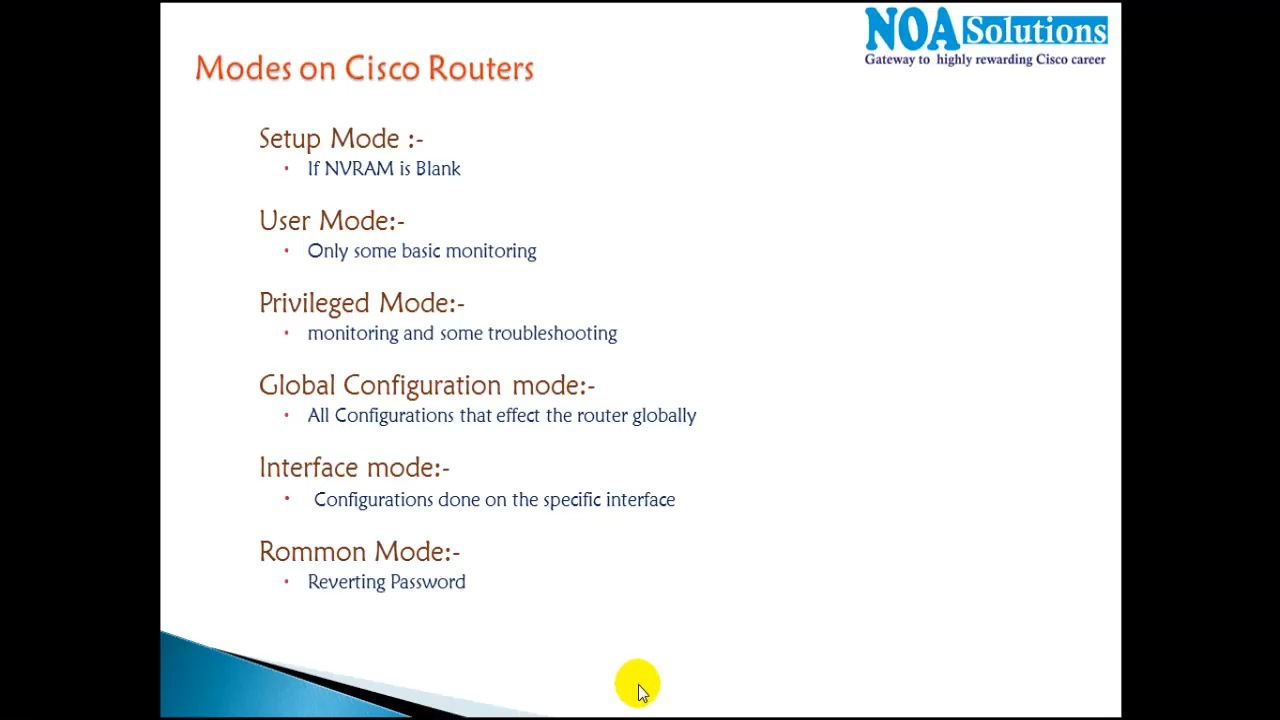 NOA Solutions
Gateway to highly rewarding Cisco career
Modes on Cisco Routers
Setup Mode :-
• If NVRAM is Blank
User Mode:-
• Only some basic monitoring
Privileged Mode:-
• monitoring and some troubleshooting
Global Configuration mode:-
• All Configurations that effect the router globally
Interface mode:-
• Configurations done on the specific interface
Rommon Mode:-
• Reverting Password